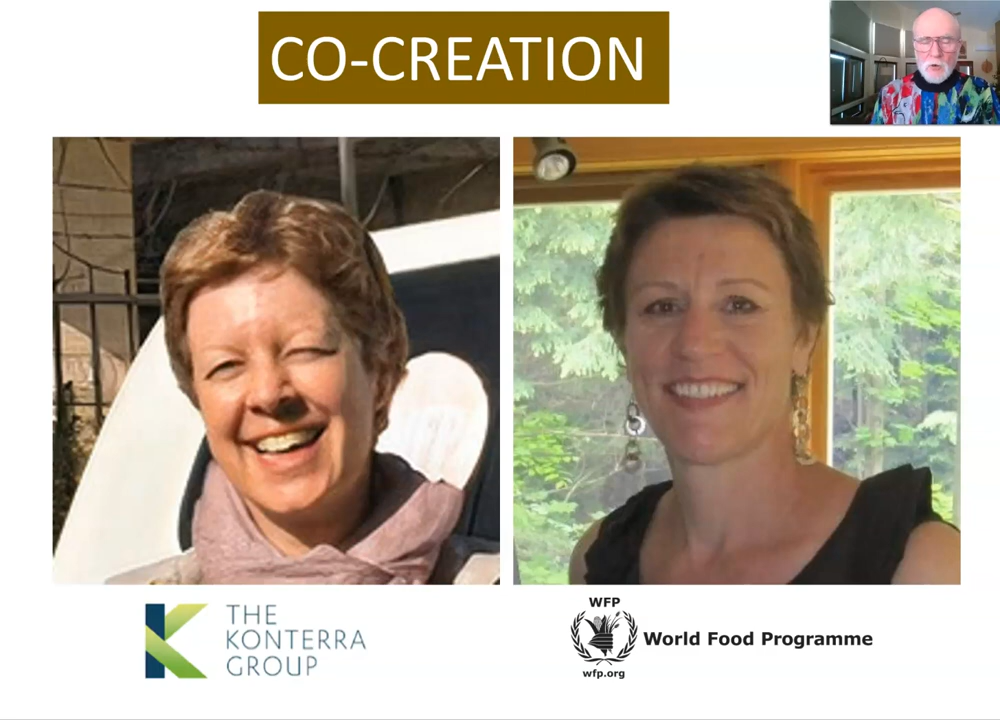 CO-CREATION
THE
KONTERRA
GROUP
WFP
World Food Programme
wfp.org